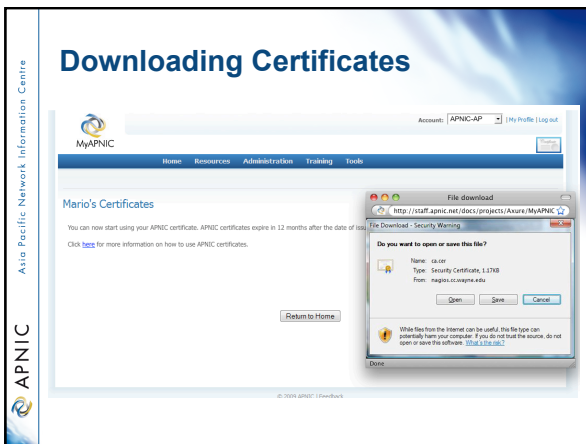 Downloading Certificates
Asia Pacific Network Information Centre
APNIC
MyAPNIC
Account: APNIC-AP | My Profile | Log out
Home Resources Administration Training Tools
Mario's Certificates
You can now start using your APNIC certificate. APNIC certificates expire in 12 months after the date of
Click here for more information on how to use APNIC certificates.
Return to Home
File download
http://staff.apnic.net/docs/projects/Axure/MyAPNIC
File Download - Security Warning
Do you want to open or save this file?
Name: ca.cer
Type: Security Certificate, 1.17KB
From: nagios.cc.wayne.edu
Open Save Cancel
While files from the Internet can be useful, this file type can
potentially harm your computer. If you do not trust the source, do not
open or save this software. What's the risk?
Done
APNIC | Feedback